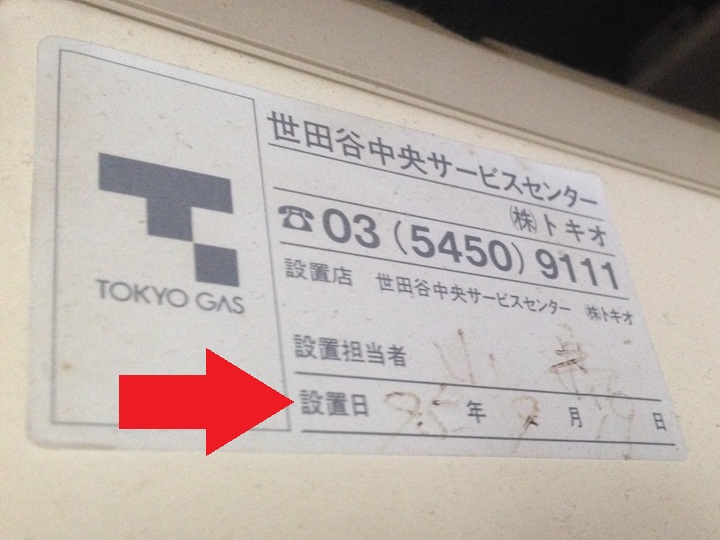 TOKYO GAS
世田谷中央サービスセンター
㈱トキオ
☎03(5450)9111
設置店 世田谷中央サービスセンター ㈱トキオ
設置担当者
設置日 年 月 日